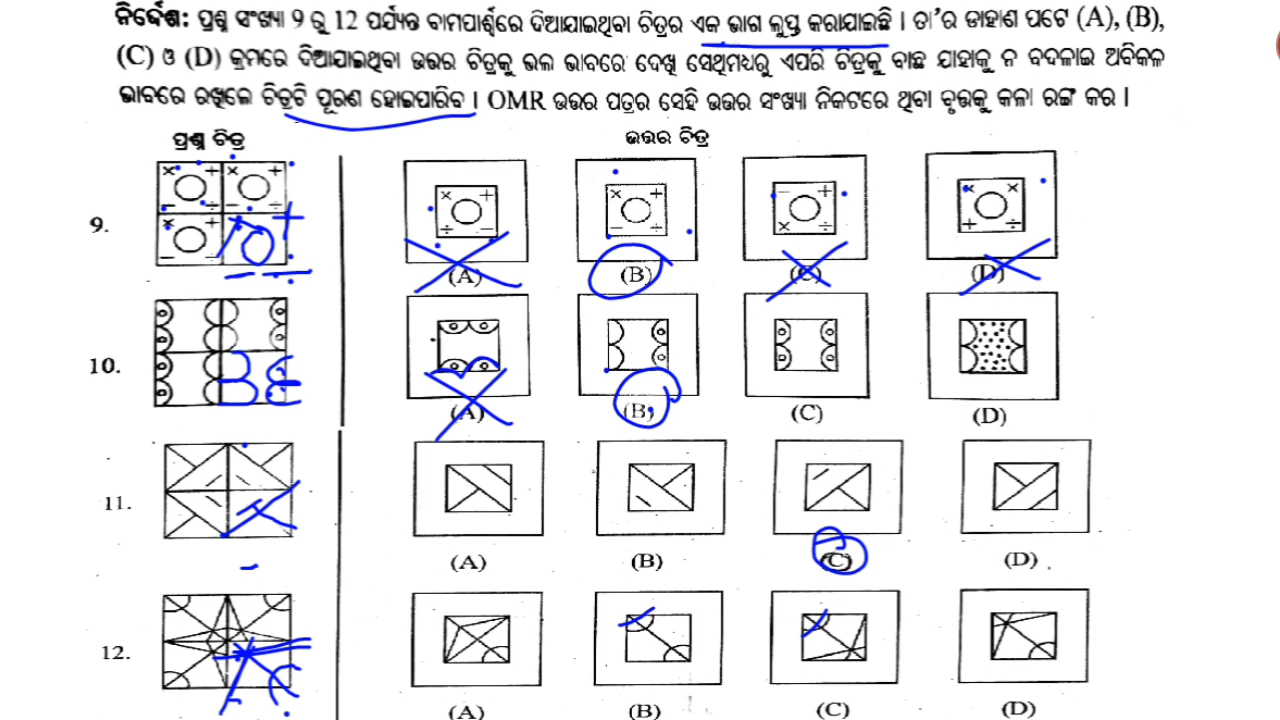 ନିର୍ଦ୍ଦେଶ: ପ୍ରଶ୍ନ ସଂଖ୍ୟା 9 ରୁ 12 ପର୍ଯ୍ୟନ୍ତ ବାମପାର୍ଶ୍ୱରେ ଦିଆଯାଇଥିବା ଚିତ୍ରର ଏକ ଭାଗ ଲୁପ୍ତ କରାଯାଇଛି । ତା'ର ଡାହାଣ ପଟେ (A), (B),
(C) ଓ (D) କ୍ରମରେ ଦିଆଯାଇଥିବା ଉତ୍ତର ଚିତ୍ରକୁ ଭଲ ଭାବରେ ଦେଖି ସେଥିମଧ୍ୟରୁ ଏପରି ଚିତ୍ରକୁ ବାଛ ଯାହାକୁ ନ ବଦଳାଇ ଅବିକଳ
ଭାବରେ ରଖିଲେ ଚିତ୍ରଟି ପୂରଣ ହୋଇପାରିବ । OMR ଉତ୍ତର ପତ୍ରର ସେହି ଉତ୍ତର ସଂଖ୍ୟା ନିକଟରେ ଥିବା ବୃତ୍ତକୁ କଳା ରଙ୍ଗ କର ।
ପ୍ରଶ୍ନ ଚିତ୍ର ଉତ୍ତର ଚିତ୍ର
9.
(A) (B) (C) (D)
10.
(A) (B) (C) (D)
11.
(A) (B) (C) (D)
12.
(A) (B) (C) (D)